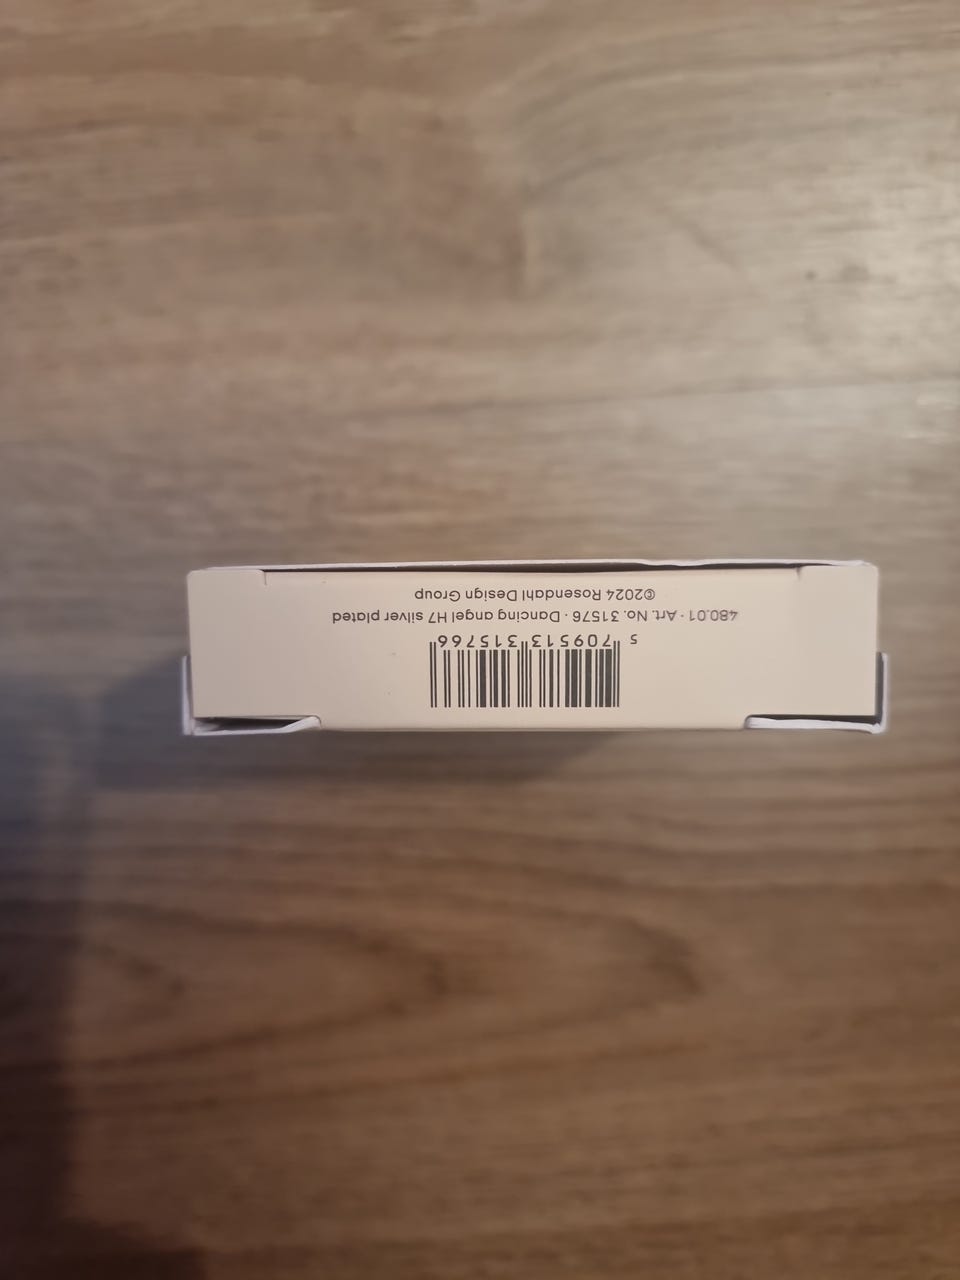 5 709513 315766
480.01 · Art. No. 31576 · Dancing angel H7 silver plated
©2024 Rosendahl Design Group